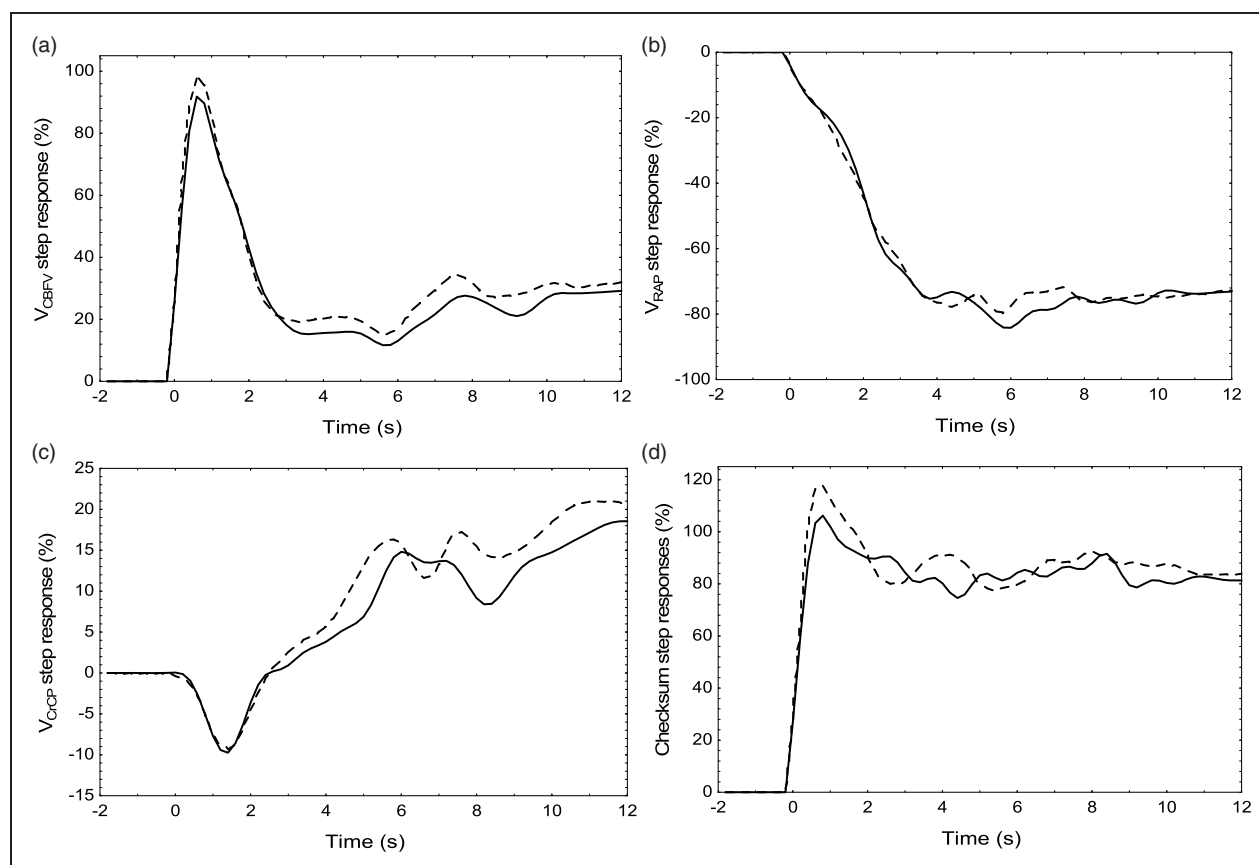 (a)
V_CBFV step response (%)
100
80
60
40
20
0
-2 0 2 4 6 8 10 12
Time (s)
(b)
V_RAP step response (%)
0
-20
-40
-60
-80
-100
-2 0 2 4 6 8 10 12
Time (s)
(c)
V_CrCP step response (%)
25
20
15
10
5
0
-5
-10
-15
-2 0 2 4 6 8 10 12
Time (s)
(d)
Checksum step responses (%)
120
100
80
60
40
20
0
-2 0 2 4 6 8 10 12
Time (s)